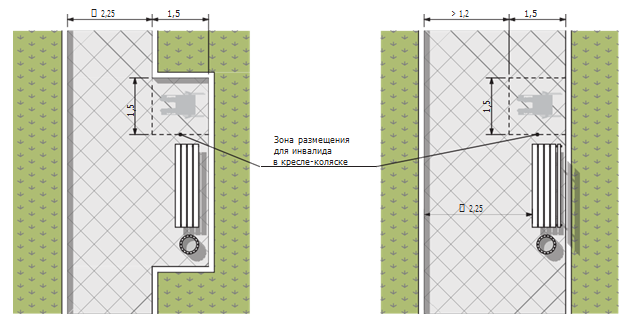 □ 2,25
1,5
> 1,2
1,5
1,5
1,5
Зона размещения
для инвалида
в кресле-коляске
□ 2,25